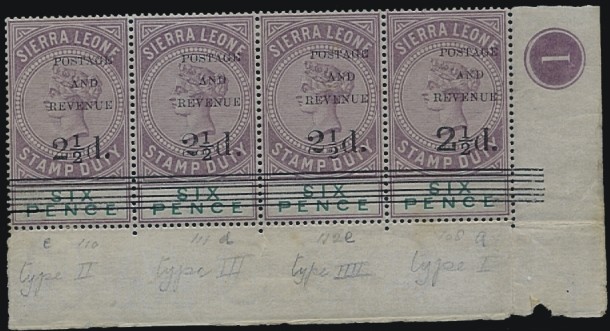 SIERRA LEONE SIERRA LEONE SIERRA LEONE SIERRA LEONE
POSTAGE POSTAGE POSTAGE POSTAGE
AND AND AND AND
REVENUE REVENUE REVENUE REVENUE
2½d. 2½d. 2½d. 2½d.
STAMP DUTY STAMP DUTY STAMP DUTY STAMP DUTY
SIX SIX SIX SIX
PENCE PENCE PENCE PENCE
1
110 111 d a
type II type III type type I